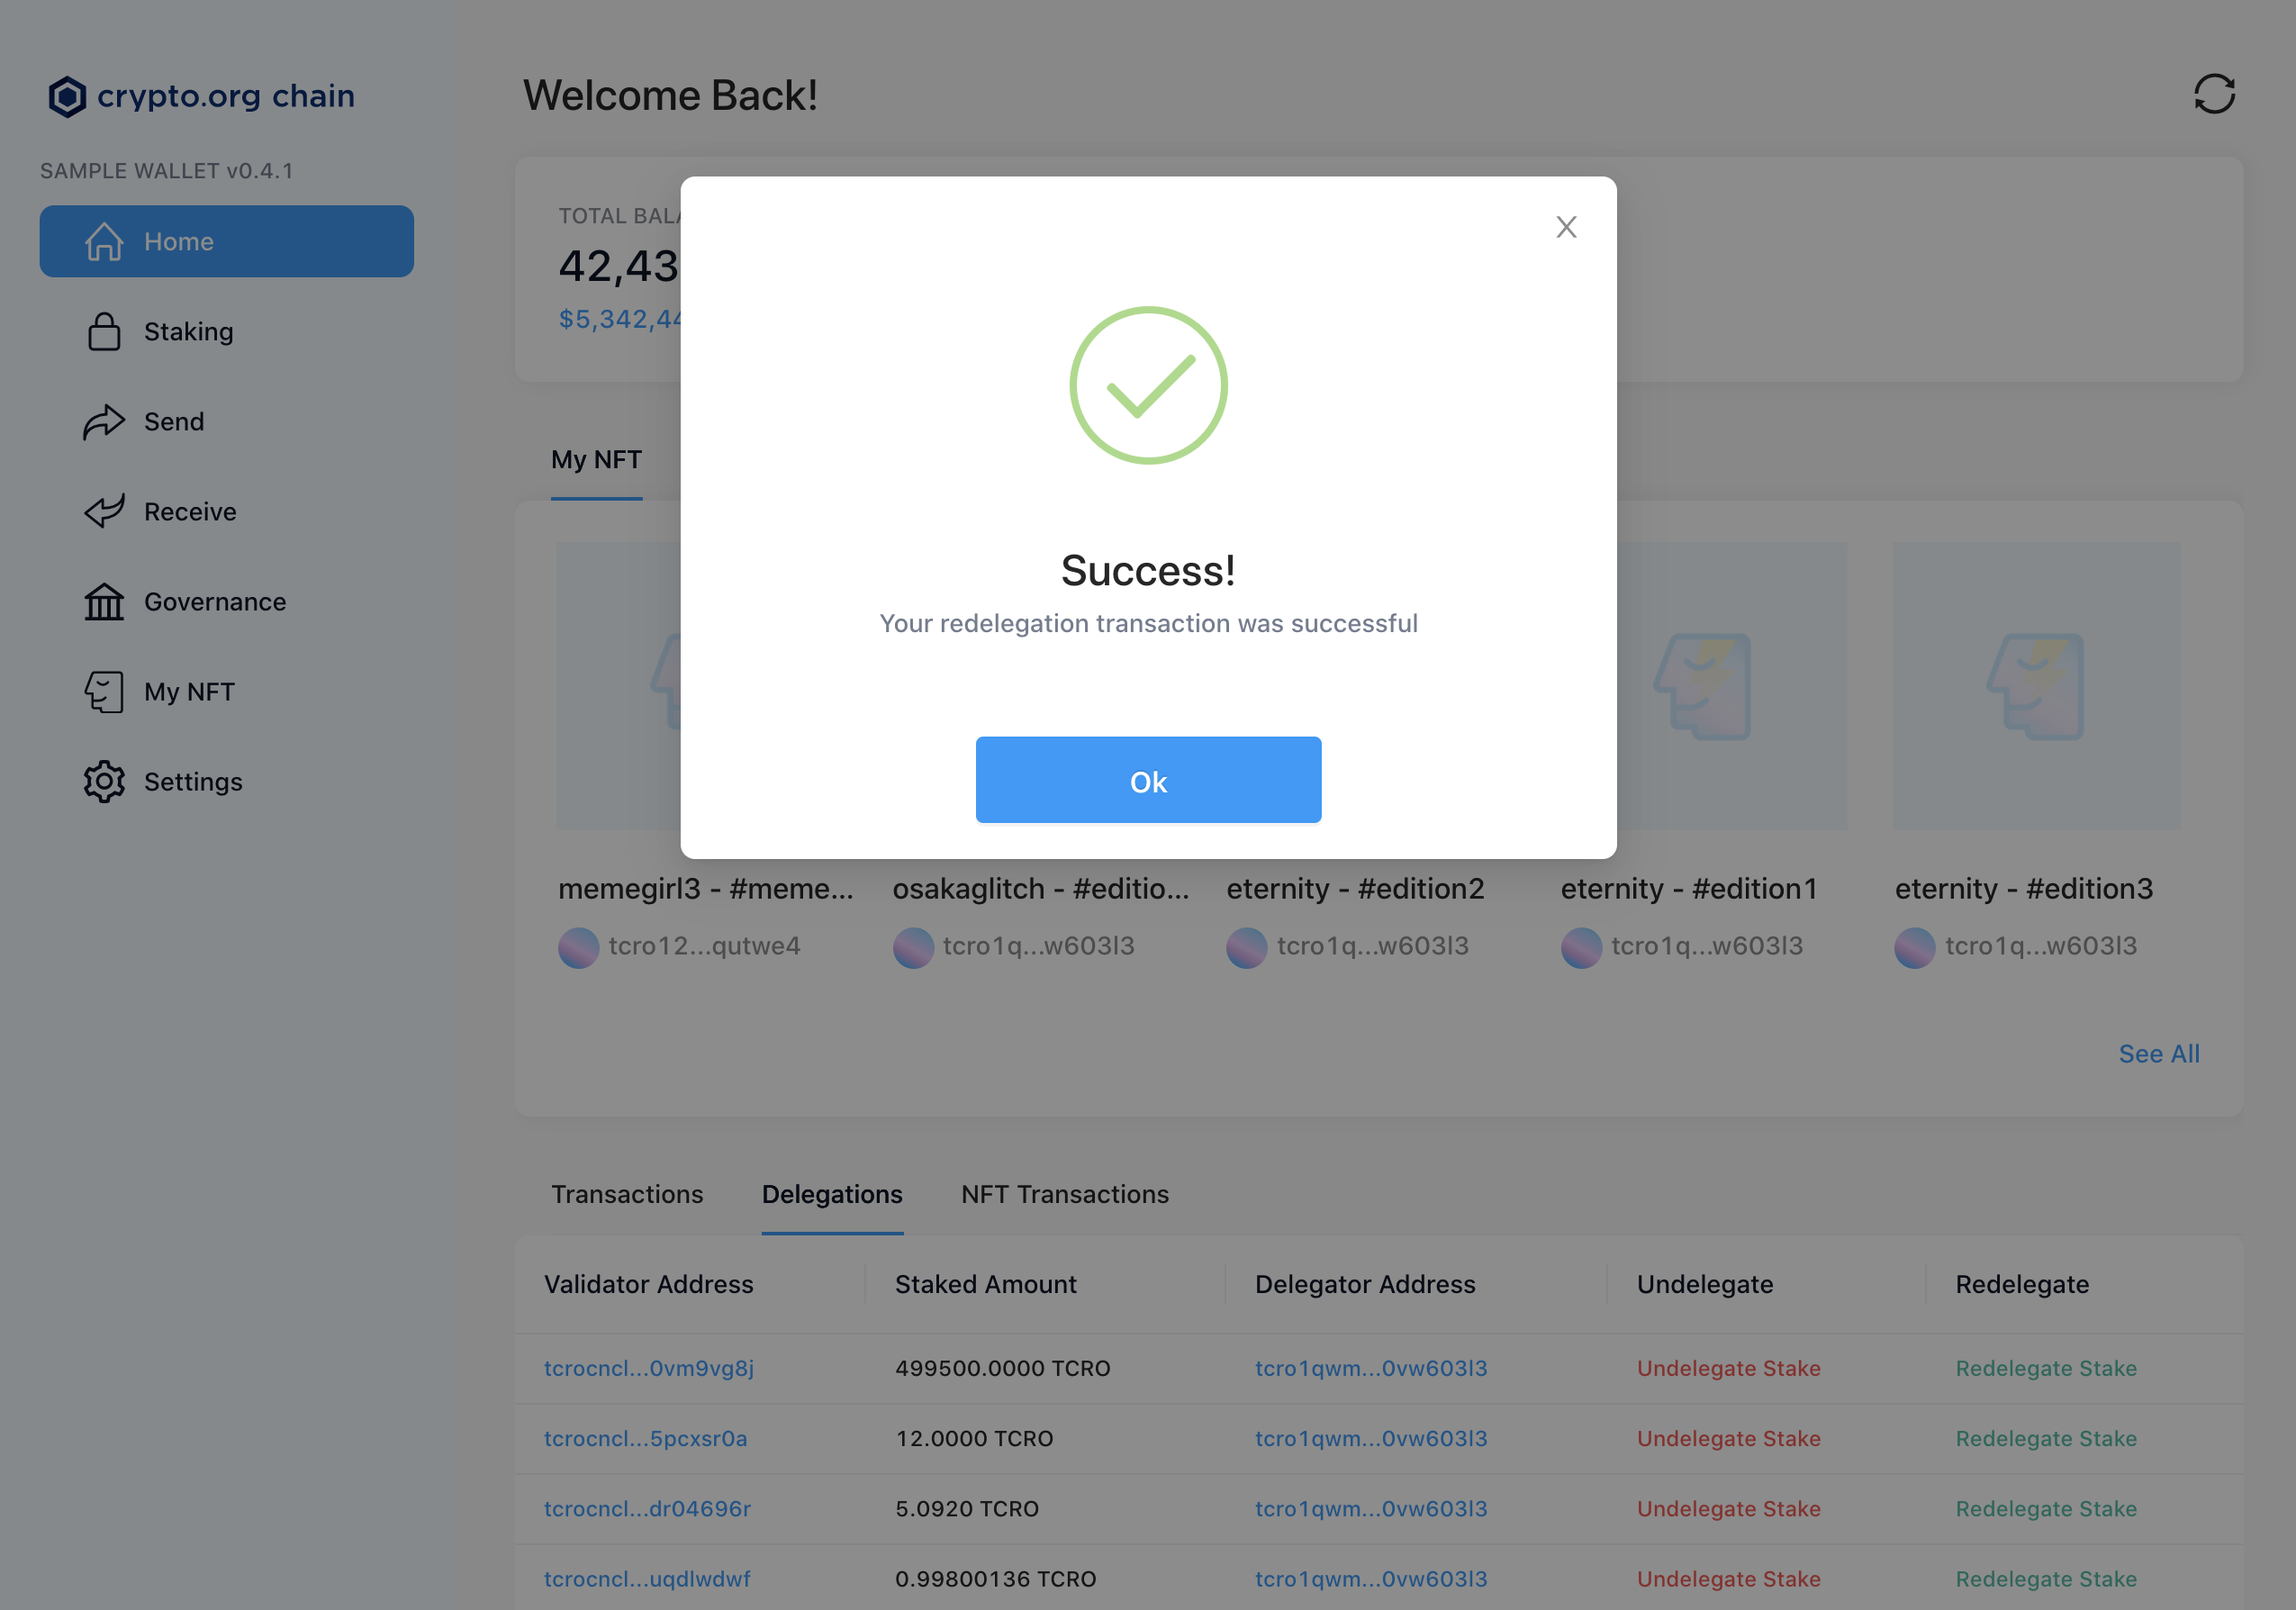 crypto.org chain
SAMPLE WALLET v0.4.1
Home
Staking
Send
Receive
Governance
My NFT
Settings
Welcome Back!
TOTAL
42,43
$5,342,44
My NFT
Success!
Your redelegation transaction was successful
Ok
memegirl3 - #meme...
osakaglitch - #editio...
eternity - #edition2
eternity - #edition1
eternity - #edition3
tcro12...qutwe4
tcro1q...w603l3
tcro1q...w603l3
tcro1q...w603l3
tcro1q...w603l3
See All
Transactions Delegations NFT Transactions
Validator Address Staked Amount Delegator Address Undelegate Redelegate
tcrocncl...0vm9vg8j 499500.0000 TCRO tcro1qwm...0vw603l3 Undelegate Stake Redelegate Stake
tcrocncl...5pcxsr0a 12.0000 TCRO tcro1qwm...0vw603l3 Undelegate Stake Redelegate Stake
tcrocncl...dr04696r 5.0920 TCRO tcro1qwm...0vw603l3 Undelegate Stake Redelegate Stake
tcrocncl...uqdlwdwf 0.99800136 TCRO tcro1qwm...0vw603l3 Undelegate Stake Redelegate Stake